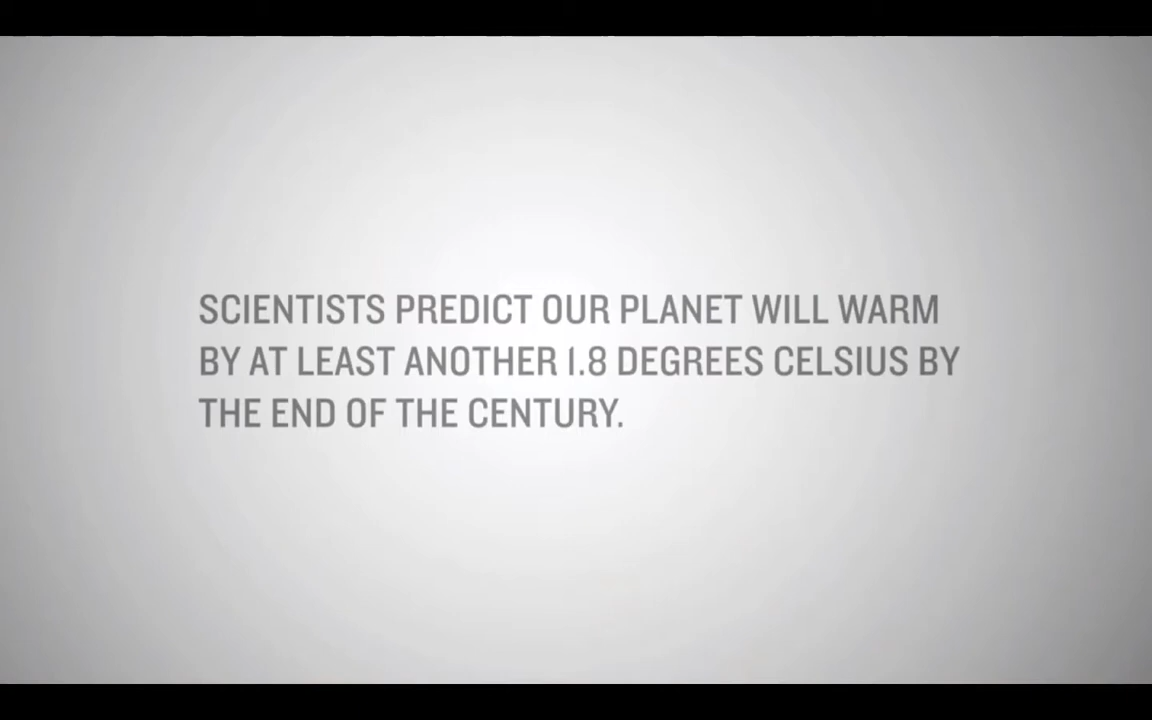 SCIENTISTS PREDICT OUR PLANET WILL WARM
BY AT LEAST ANOTHER 1.8 DEGREES CELSIUS BY
THE END OF THE CENTURY.